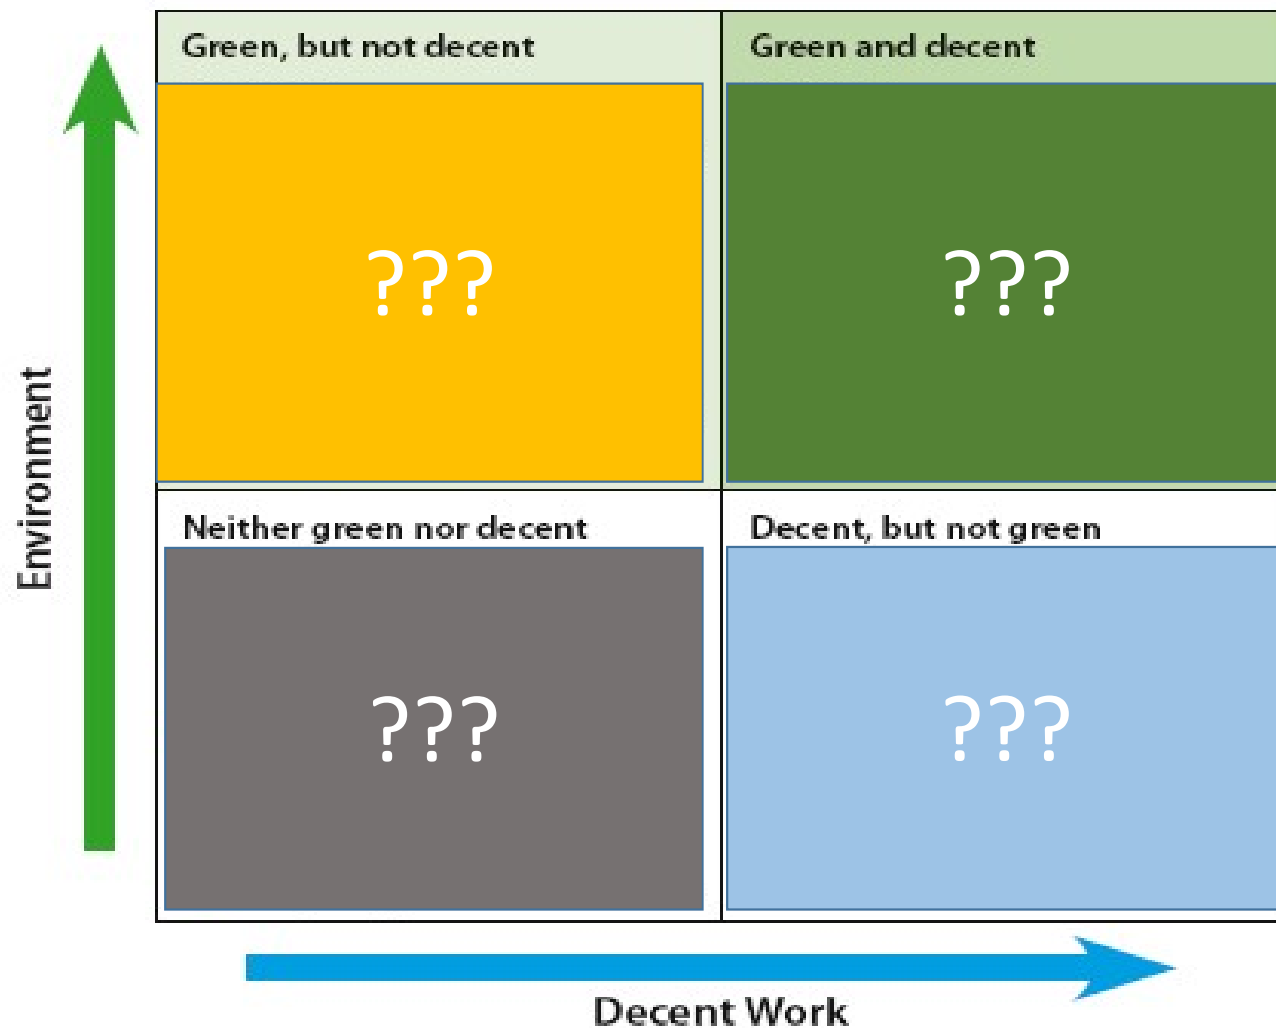 Green, but not decent
Green and decent
???
???
Environment
Neither green nor decent
Decent, but not green
???
???
Decent Work